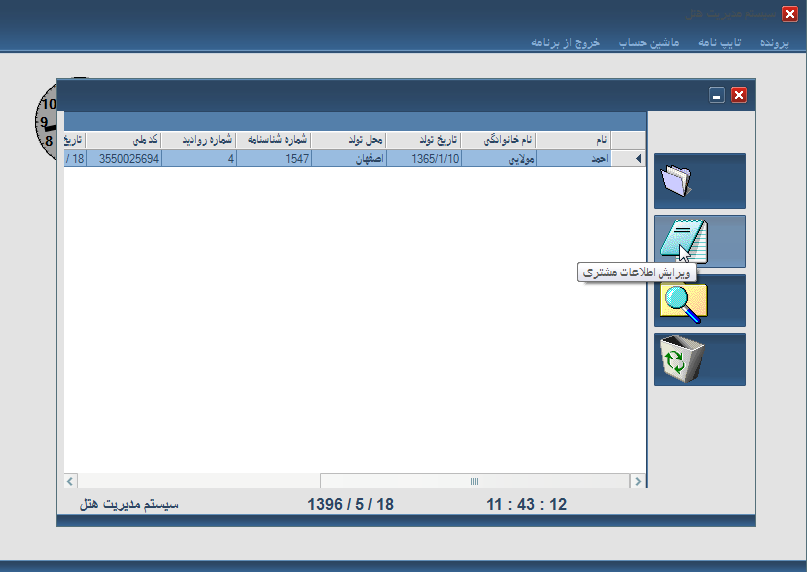 سیستم مدیریت هتل
پرونده تایپ نامه ماشین حساب خروج از برنامه
10
9
8
نام نام خانوادگی تاریخ تولد محل تولد شماره شناسنامه شماره روادید کد ملی تاریخ
احمد مولایی 1365/1/10 اصفهان 1547 4 3550025694 18 /
ویرایش اطلاعات مشتری
سیستم مدیریت هتل 1396 / 5 / 18 11 : 43 : 12